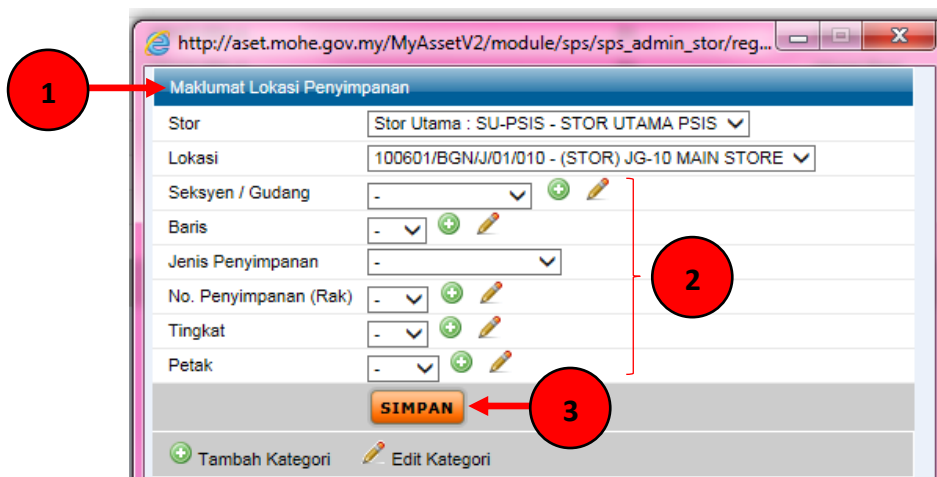 http://aset.mohe.gov.my/MyAssetV2/module/sps/sps_admin_stor/reg...
1
Maklumat Lokasi Penyimpanan
Stor Stor Utama : SU-PSIS - STOR UTAMA PSIS
Lokasi 100601/BGN/J/01/010 - (STOR) JG-10 MAIN STORE
Seksyen / Gudang -
Baris -
Jenis Penyimpanan -
2
No. Penyimpanan (Rak) -
Tingkat -
Petak -
SIMPAN
3
Tambah Kategori Edit Kategori